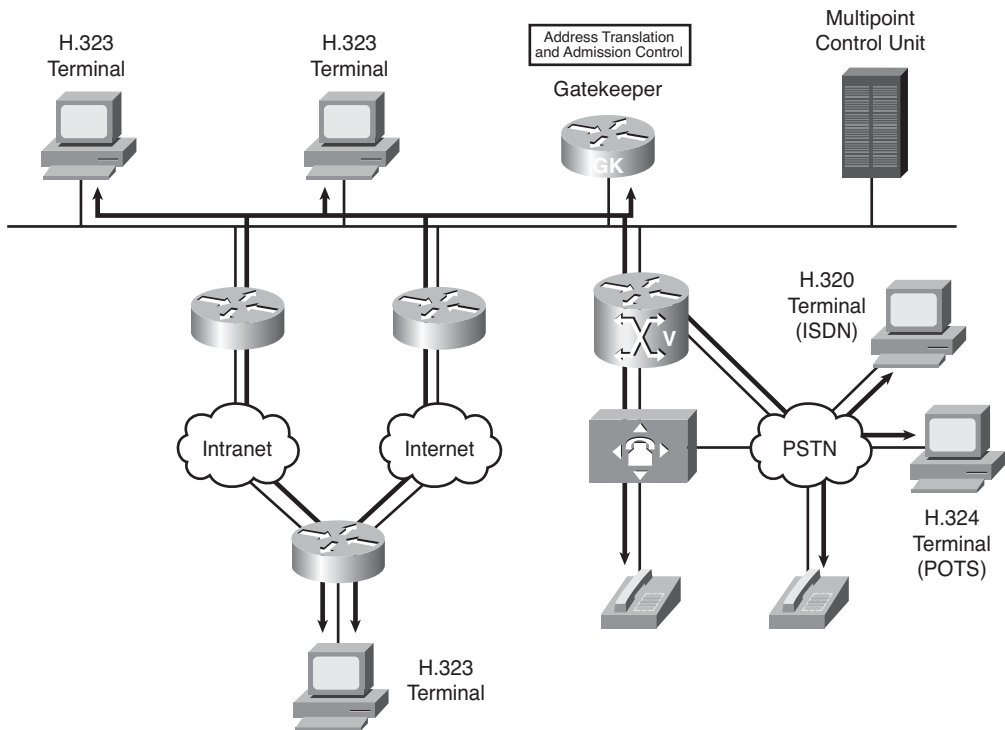 H.323
Terminal
H.323
Terminal
Address Translation
and Admission Control
Gatekeeper
GK
Multipoint
Control Unit
V
H.320
Terminal
(ISDN)
Intranet
Internet
PSTN
H.324
Terminal
(POTS)
H.323
Terminal